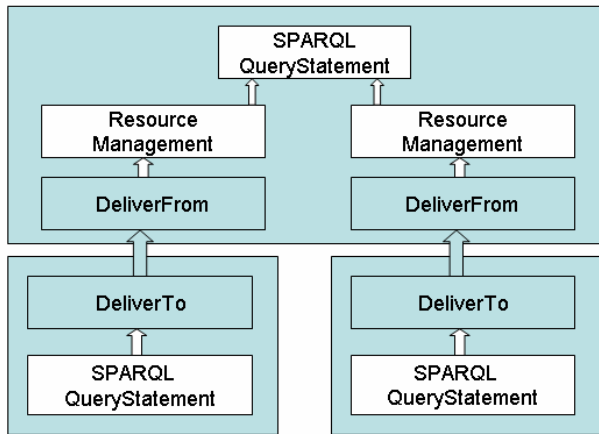 SPARQL
QueryStatement
Resource
Management
Resource
Management
DeliverFrom
DeliverFrom
DeliverTo
DeliverTo
SPARQL
QueryStatement
SPARQL
QueryStatement